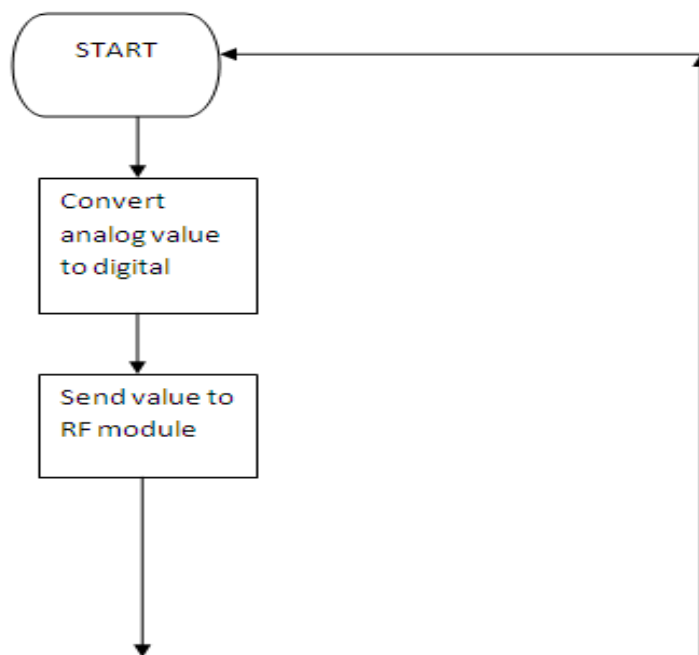 START
Convert
analog value
to digital
Send value to
RF module